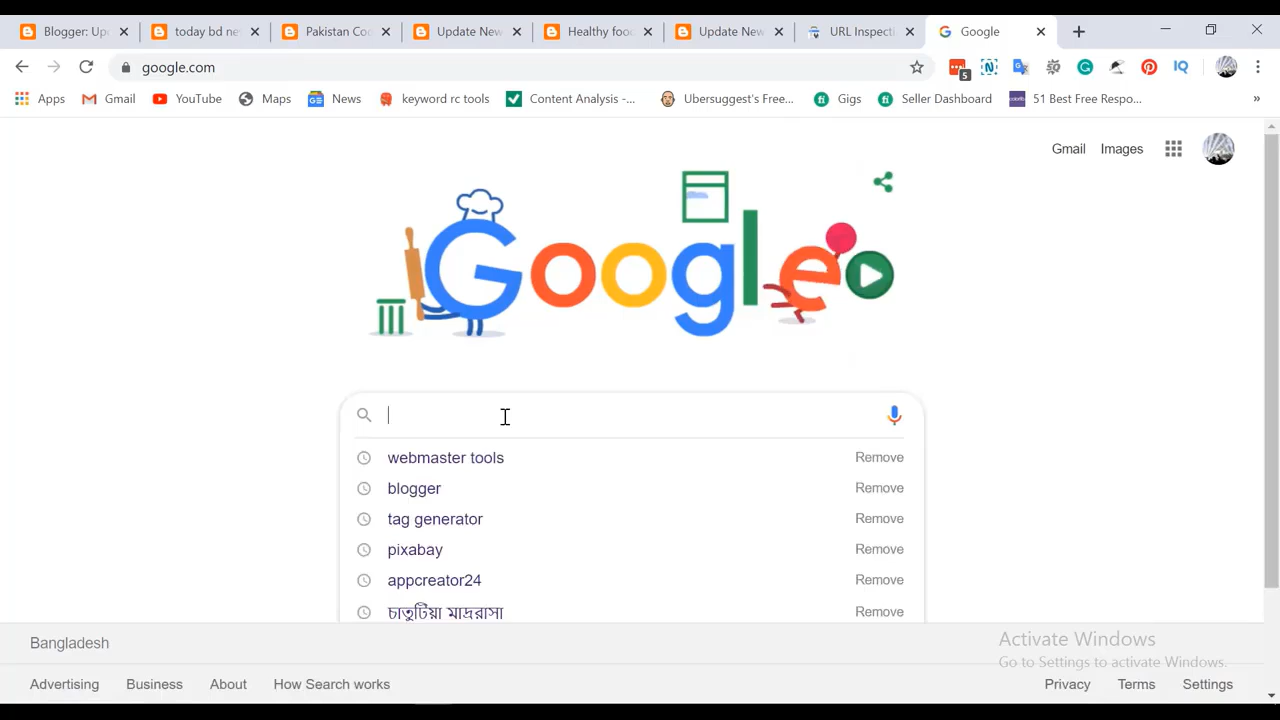 Blogger: Up
today bd ne
Pakistan Co
Update New
Healthy foo
Update New
URL Inspecti
Google
google.com
5
Apps
Gmail
YouTube
Maps
News
keyword rc tools
Content Analysis -...
Ubersuggest's Free...
Gigs
Seller Dashboard
51 Best Free Respo...
»
Gmail
Images
Google
webmaster tools
Remove
blogger
Remove
tag generator
Remove
pixabay
Remove
appcreator24
Remove
চাতুটিয়া মাদ্ররাসা
Remove
Bangladesh
Activate Windows
Go to Settings to activate Windows.
Advertising
Business
About
How Search works
Privacy
Terms
Settings